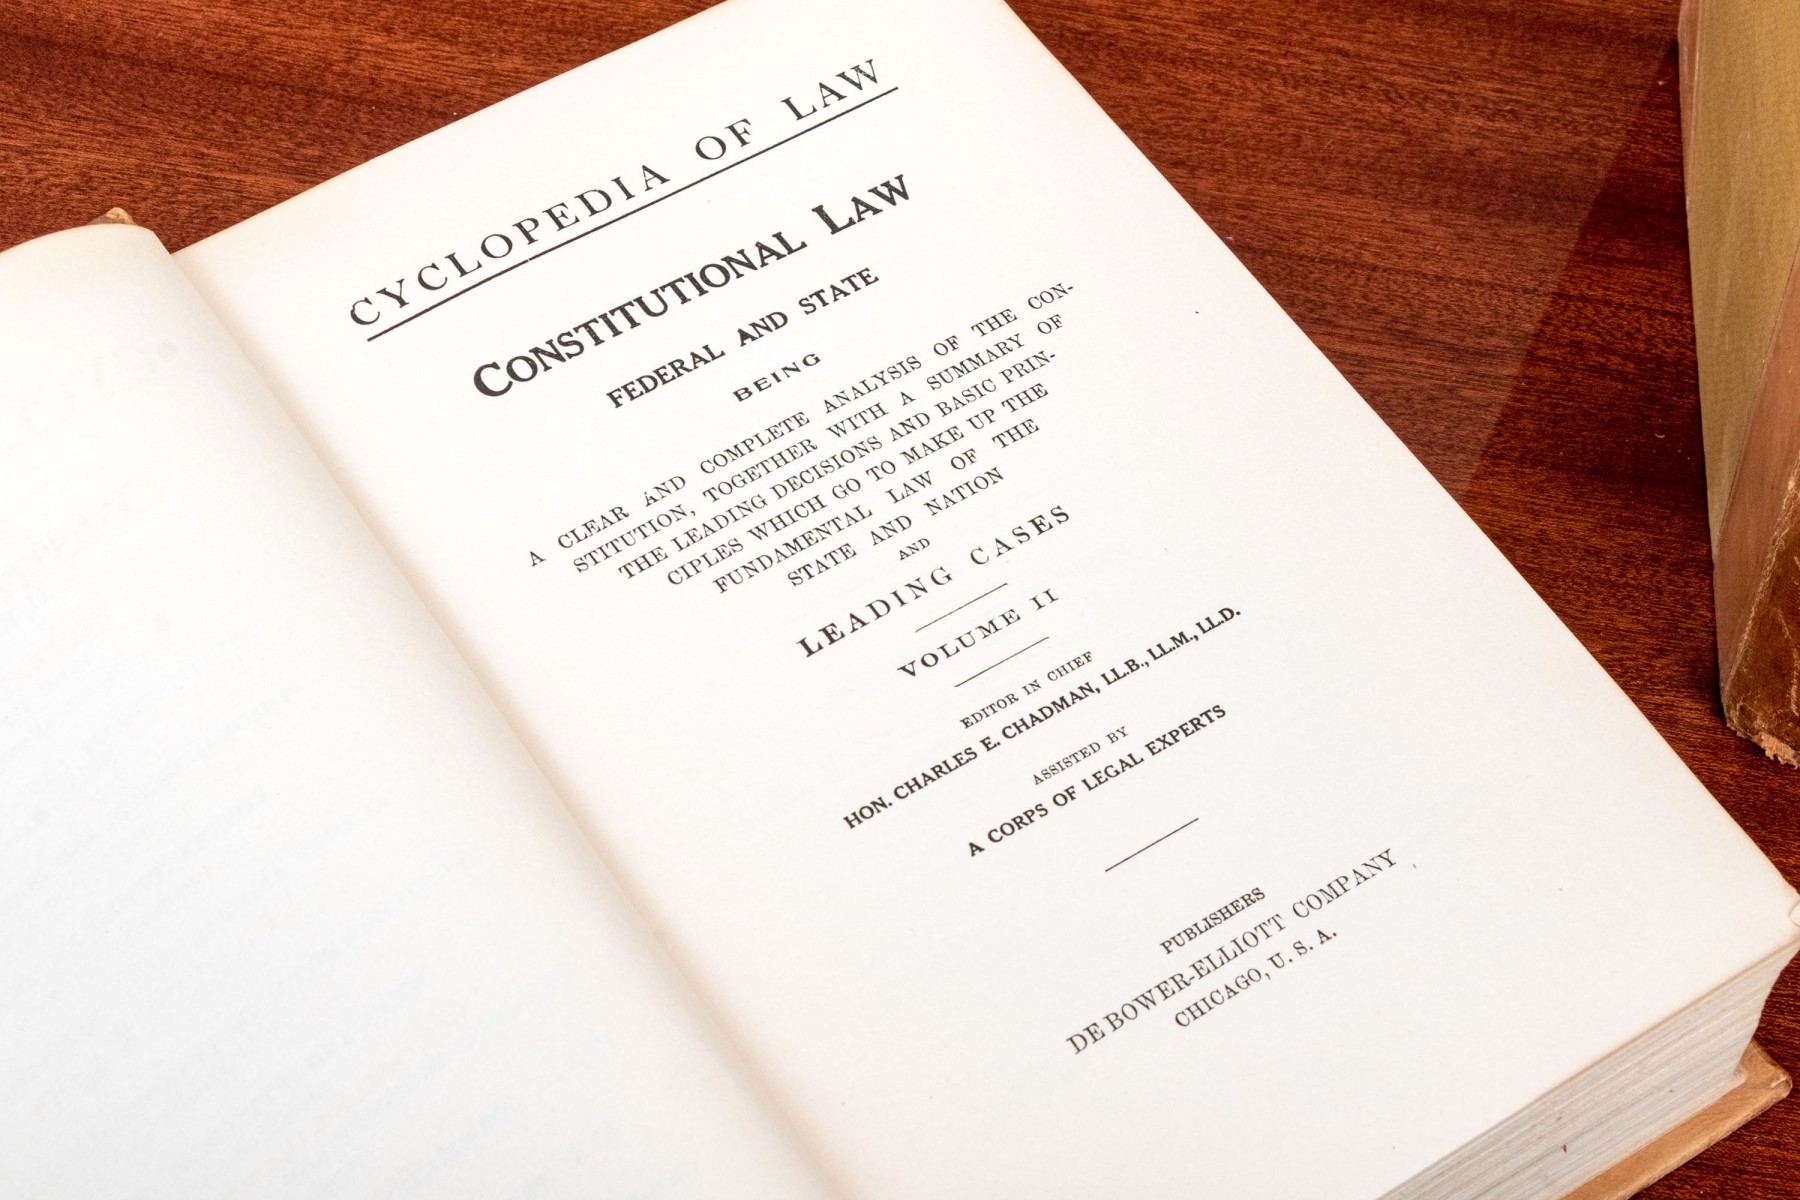 CYCLOPEDIA OF LAW
CONSTITUTIONAL LAW
FEDERAL AND STATE
BEING
A CLEAR AND COMPLETE ANALYSIS OF THE CON-
STITUTION, TOGETHER WITH A SUMMARY OF
THE LEADING DECISIONS AND BASIC PRIN-
CIPLES WHICH GO TO MAKE UP THE
FUNDAMENTAL LAW OF THE
STATE AND NATION
AND
LEADING CASES
VOLUME II
EDITOR IN CHIEF
HON. CHARLES E. CHADMAN, LL.B., LL.M., LL.D.
ASSISTED BY
A CORPS OF LEGAL EXPERTS
PUBLISHERS
DE BOWER-ELLIOTT COMPANY
CHICAGO, U. S. A.